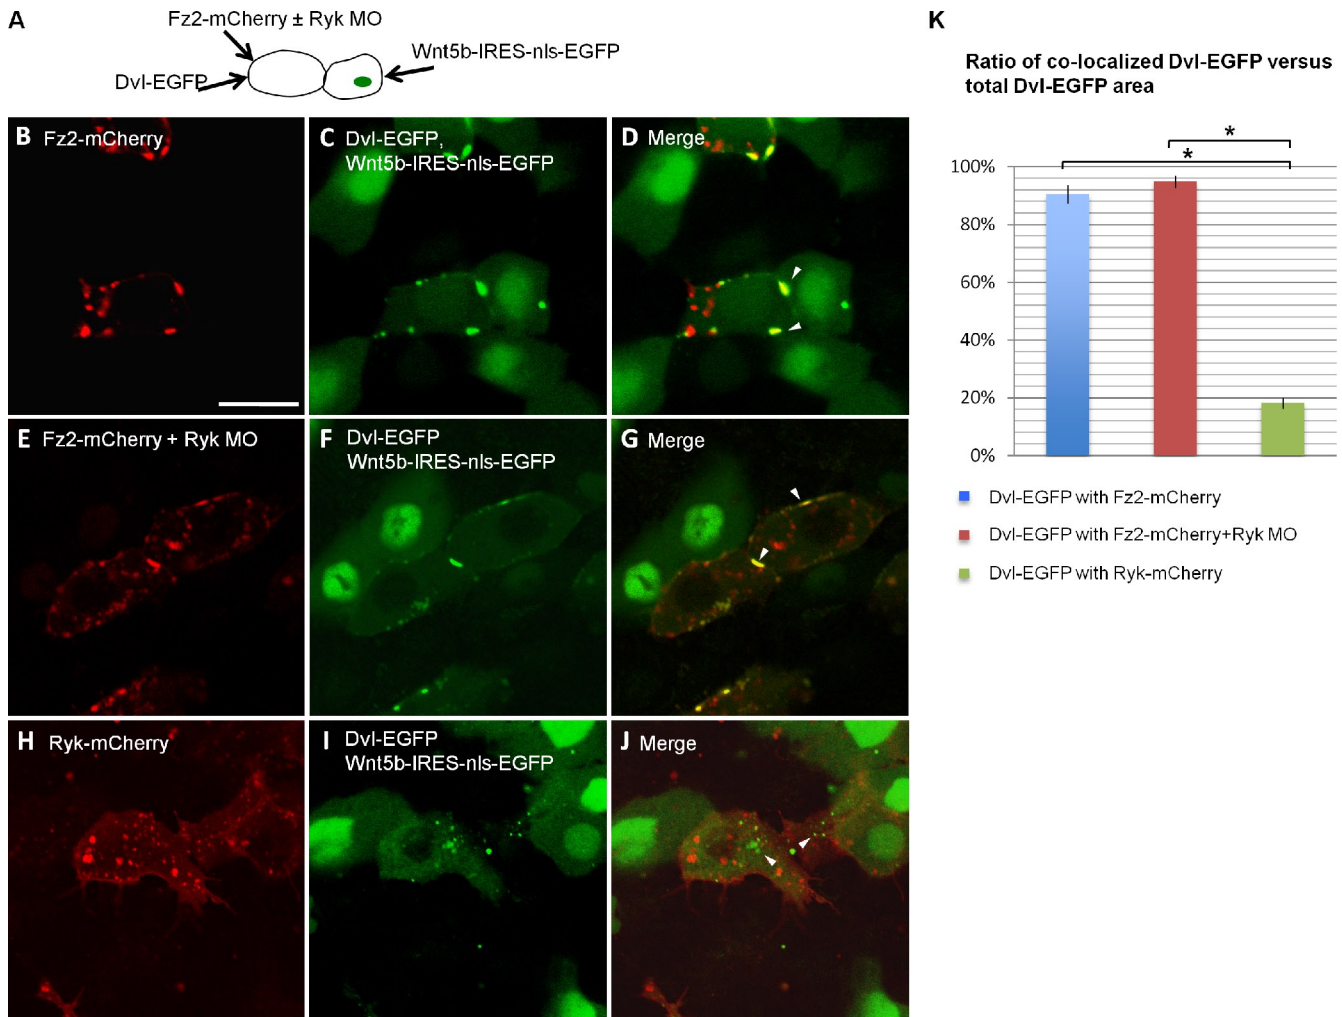 A
Fz2-mCherry ± Ryk MO
Wnt5b-IRES-nls-EGFP
Dvl-EGFP
B Fz2-mCherry
C Dvl-EGFP,
Wnt5b-IRES-nls-EGFP
D Merge
E Fz2-mCherry + Ryk MO
F Dvl-EGFP
Wnt5b-IRES-nls-EGFP
G Merge
H Ryk-mCherry
I Dvl-EGFP
Wnt5b-IRES-nls-EGFP
J Merge
K
Ratio of co-localized Dvl-EGFP versus
total Dvl-EGFP area
*
*
100%
80%
60%
40%
20%
0%
Dvl-EGFP with Fz2-mCherry
Dvl-EGFP with Fz2-mCherry+Ryk MO
Dvl-EGFP with Ryk-mCherry